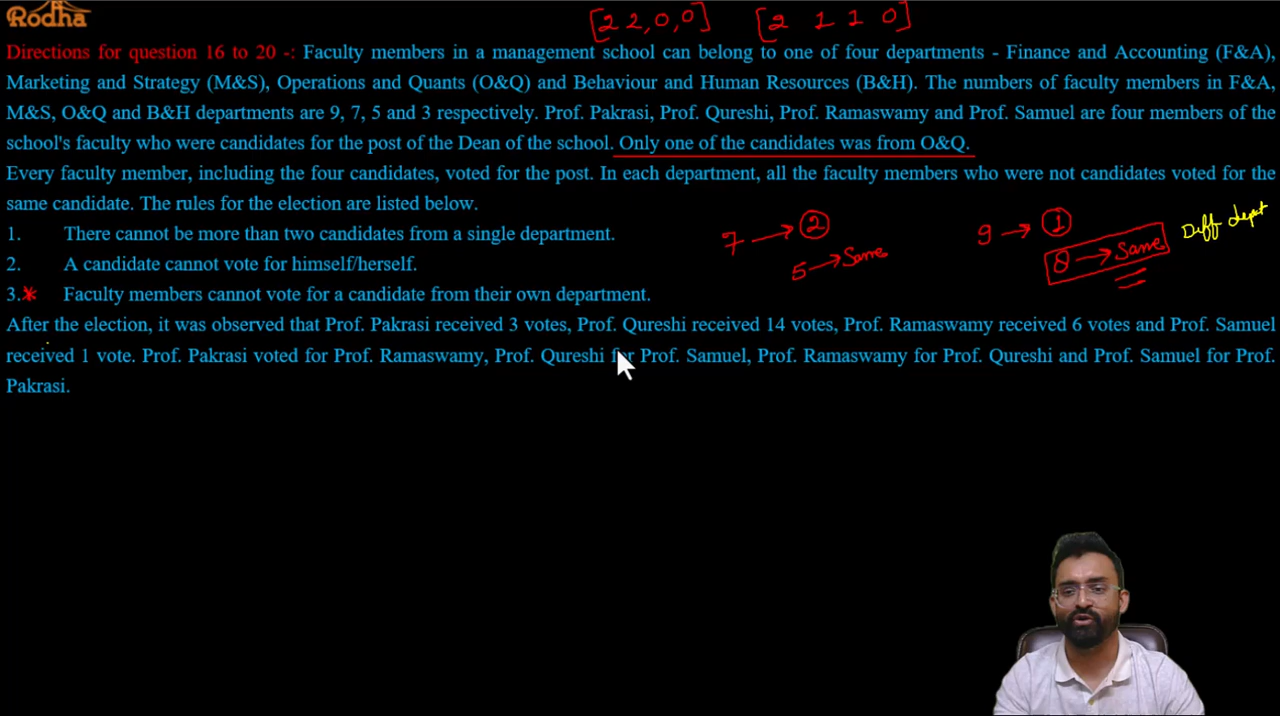 Rodha
[2 2, 0, 0] [2 1 1 0]
Directions for question 16 to 20 -: Faculty members in a management school can belong to one of four departments - Finance and Accounting (F&A),
Marketing and Strategy (M&S), Operations and Quants (O&Q) and Behaviour and Human Resources (B&H). The numbers of faculty members in F&A,
M&S, O&Q and B&H departments are 9, 7, 5 and 3 respectively. Prof. Pakrasi, Prof. Qureshi, Prof. Ramaswamy and Prof. Samuel are four members of the
school's faculty who were candidates for the post of the Dean of the school. Only one of the candidates was from O&Q.
Every faculty member, including the four candidates, voted for the post. In each department, all the faculty members who were not candidates voted for the
same candidate. The rules for the election are listed below.
1. There cannot be more than two candidates from a single department.
7 → 2
9 → 1
Diff dept
2. A candidate cannot vote for himself/herself.
5 → Same
8 → Same
3. Faculty members cannot vote for a candidate from their own department.
After the election, it was observed that Prof. Pakrasi received 3 votes, Prof. Qureshi received 14 votes, Prof. Ramaswamy received 6 votes and Prof. Samuel
received 1 vote. Prof. Pakrasi voted for Prof. Ramaswamy, Prof. Qureshi for Prof. Samuel, Prof. Ramaswamy for Prof. Qureshi and Prof. Samuel for Prof.
Pakrasi.